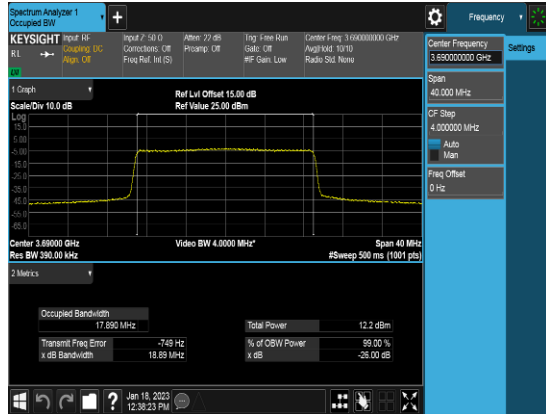 Spectrum Analyzer 1
Occupied BW
+
Frequency
KEYSIGHT
RL
Input: RF
Coupling: DC
Align: Off
Input Z: 50 Ω
Corrections: Off
Freq Ref: Int (S)
Atten: 22 dB
Preamp: Off
Trig: Free Run
Gate: Off
#IF Gain: Low
Center Freq: 3.690000000 GHz
Avg|Hold: 10/10
Radio Std: None
Center Frequency
3.690000000 GHz
Settings
Span
40.000 MHz
CF Step
4.000000 MHz
Auto
Man
Freq Offset
0 Hz
1 Graph
Ref Lvl Offset 15.00 dB
Scale/Div 10.0 dB
Ref Value 25.00 dBm
Log
15.0
5.00
-5.00
-15.0
-25.0
-35.0
-45.0
-55.0
-65.0
Center 3.69000 GHz
Video BW 4.0000 MHz*
Span 40 MHz
Res BW 390.00 kHz
#Sweep 500 ms (1001 pts)
2 Metrics
Occupied Bandwidth
17.890 MHz
Total Power
12.2 dBm
Transmit Freq Error
-749 Hz
% of OBW Power
99.00 %
x dB Bandwidth
18.89 MHz
x dB
-26.00 dB
?
Jan 18, 2023
12:38:23 PM